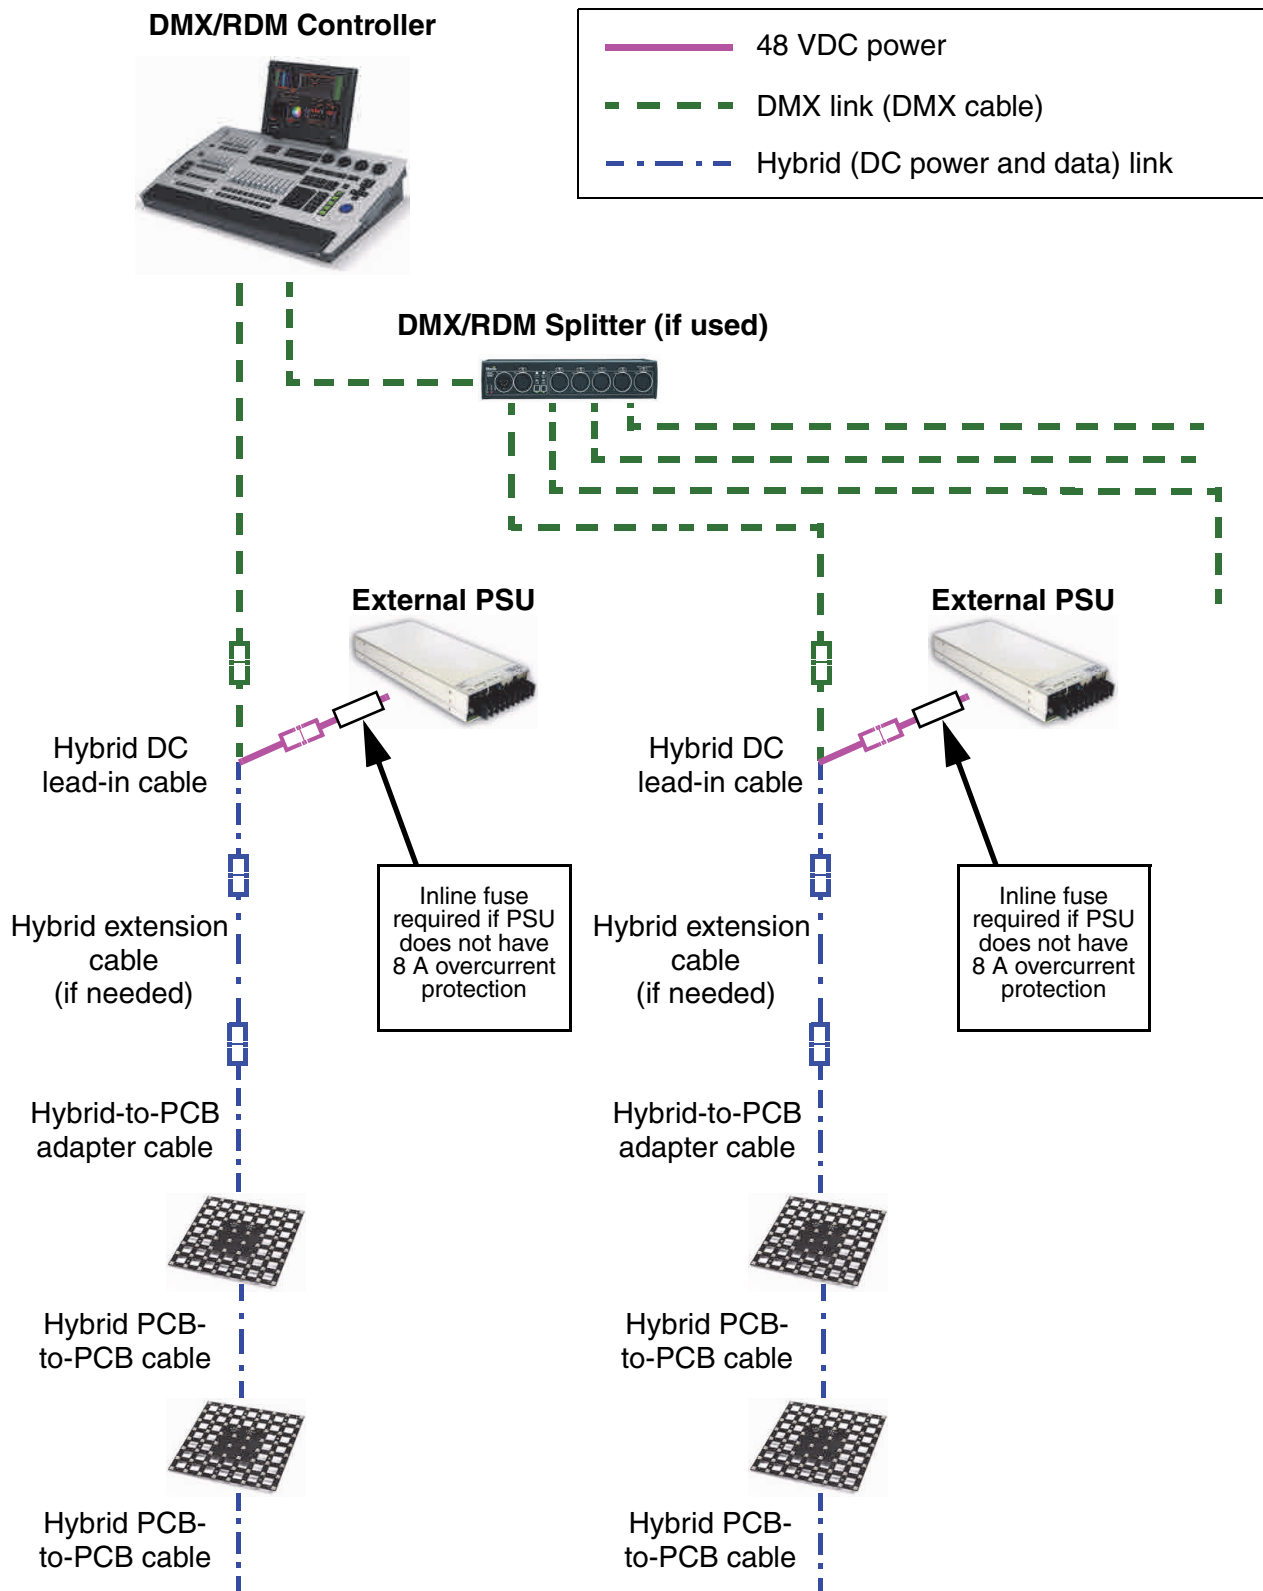 DMX/RDM Controller
48 VDC power
DMX link (DMX cable)
Hybrid (DC power and data) link
DMX/RDM Splitter (if used)
External PSU
External PSU
Hybrid DC
lead-in cable
Hybrid DC
lead-in cable
Inline fuse
required if PSU
does not have
8 A overcurrent
protection
Inline fuse
required if PSU
does not have
8 A overcurrent
protection
Hybrid extension
cable
(if needed)
Hybrid extension
cable
(if needed)
Hybrid-to-PCB
adapter cable
Hybrid-to-PCB
adapter cable
Hybrid PCB-
to-PCB cable
Hybrid PCB-
to-PCB cable
Hybrid PCB-
to-PCB cable
Hybrid PCB-
to-PCB cable